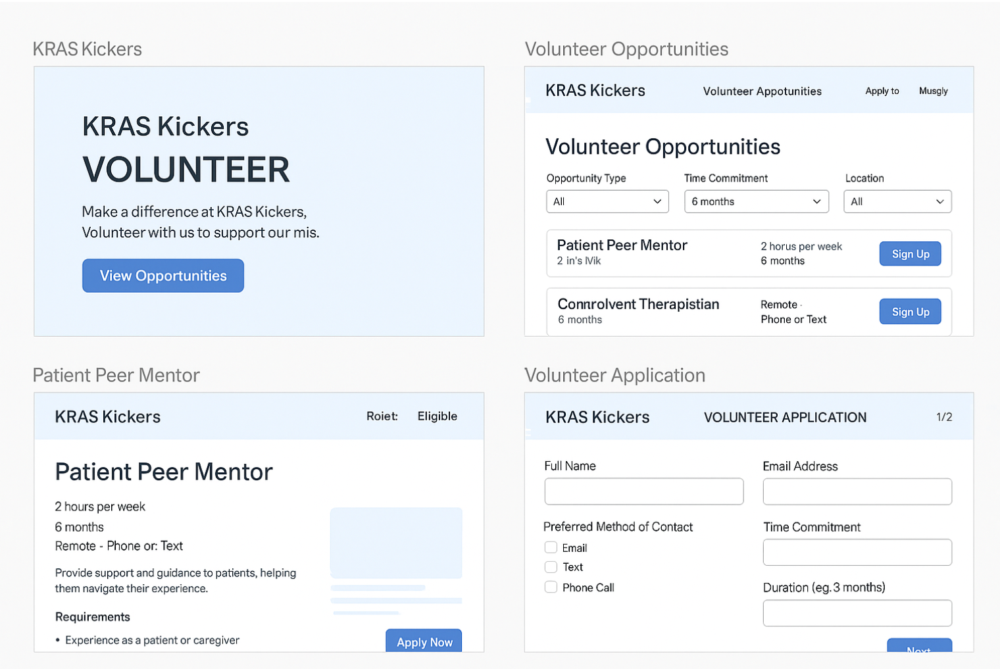 KRAS Kickers
KRAS Kickers
VOLUNTEER
Make a difference at KRAS Kickers,
Volunteer with us to support our mis.
View Opportunities
Volunteer Opportunities
KRAS Kickers
Volunteer Appotunities
Apply to
Musgly
Volunteer Opportunities
Opportunity Type
Time Commitment
Location
All
6 months
All
Patient Peer Mentor
2 in's lVik
2 horus per week
6 months
Sign Up
Connrolvent Therapistian
6 months
Remote ·
Phone or Text
Sign Up
Patient Peer Mentor
KRAS Kickers
Roiet:
Eligible
Patient Peer Mentor
2 hours per week
6 months
Remote - Phone or: Text
Provide support and guidance to patients, helping
them navigate their experience.
Requirements
• Experience as a patient or caregiver
Apply Now
Volunteer Application
KRAS Kickers
VOLUNTEER APPLICATION
1/2
Full Name
Email Address
Preferred Method of Contact
Email
Text
Phone Call
Time Commitment
Duration (eg. 3 months)
Next